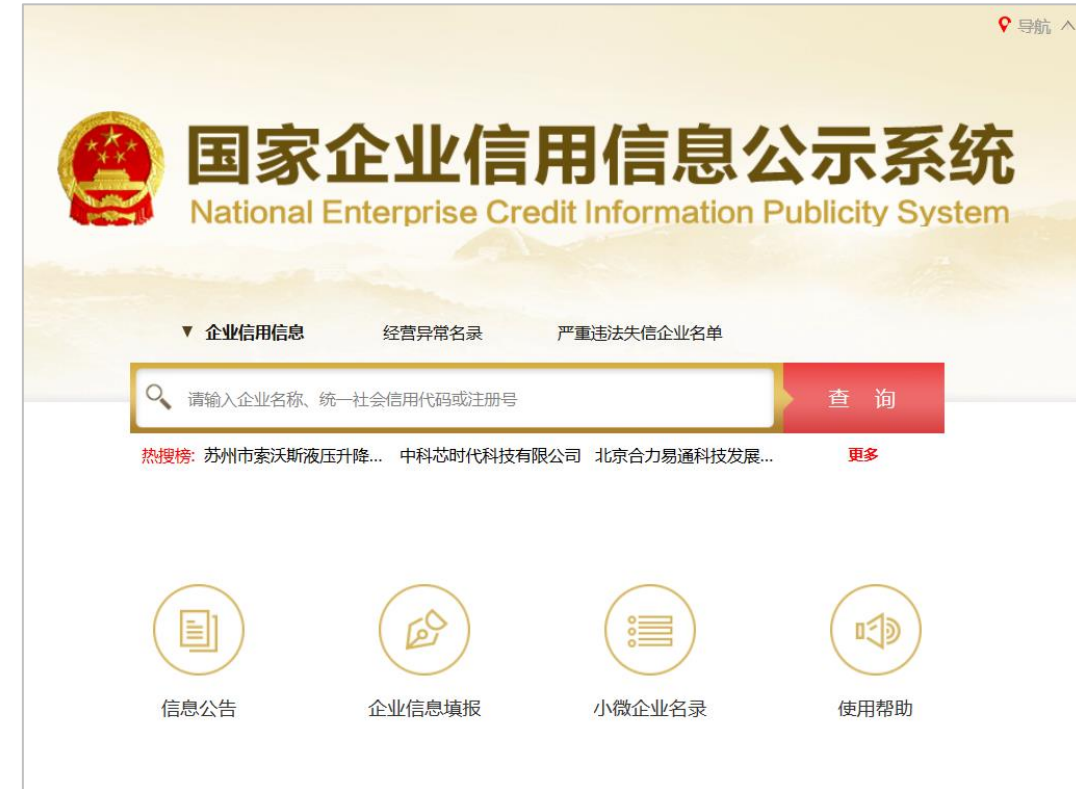 导航
国家企业信用信息公示系统
National Enterprise Credit Information Publicity System
企业信用信息 经营异常名录 严重违法失信企业名单
请输入企业名称、统一社会信用代码或注册号 查 询
热搜榜: 苏州市索沃斯液压升降... 中科芯时代科技有限公司 北京合力易通科技发展... 更多
信息公告 企业信息填报 小微企业名录 使用帮助